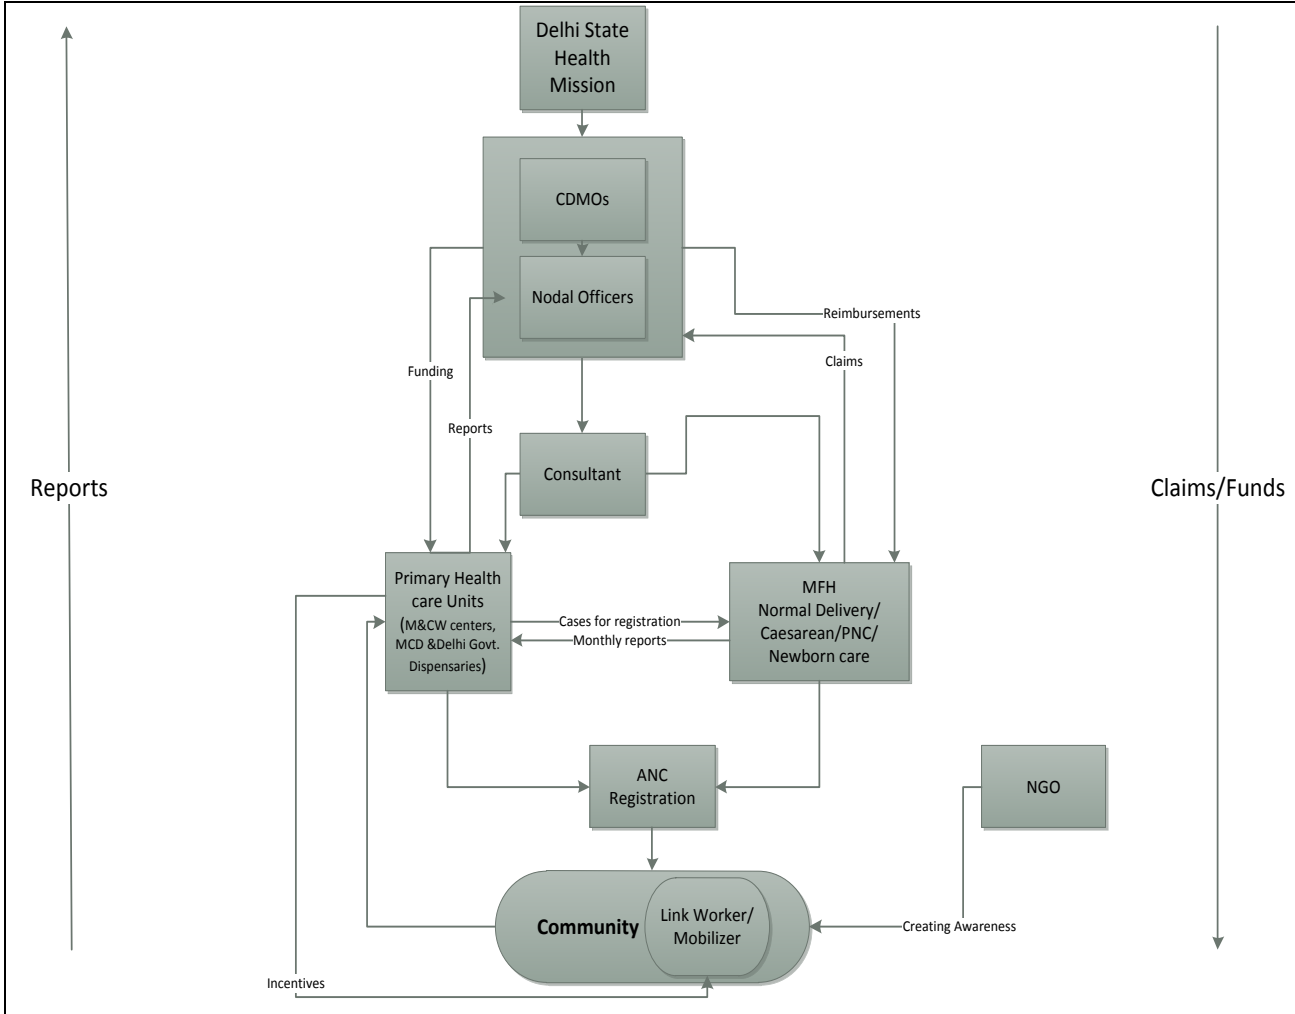 Delhi State
Health
Mission
CDMOs
Nodal Officers
Reimbursements
Claims
Funding
Reports
Consultant
Reports
Claims/Funds
Primary Health
care Units
(M&CW centers,
MCD &Delhi Govt.
Dispensaries)
Cases for registration
Monthly reports
MFH
Normal Delivery/
Caesarean/PNC/
Newborn care
ANC
Registration
NGO
Community
Link Worker/
Mobilizer
Creating Awareness
Incentives